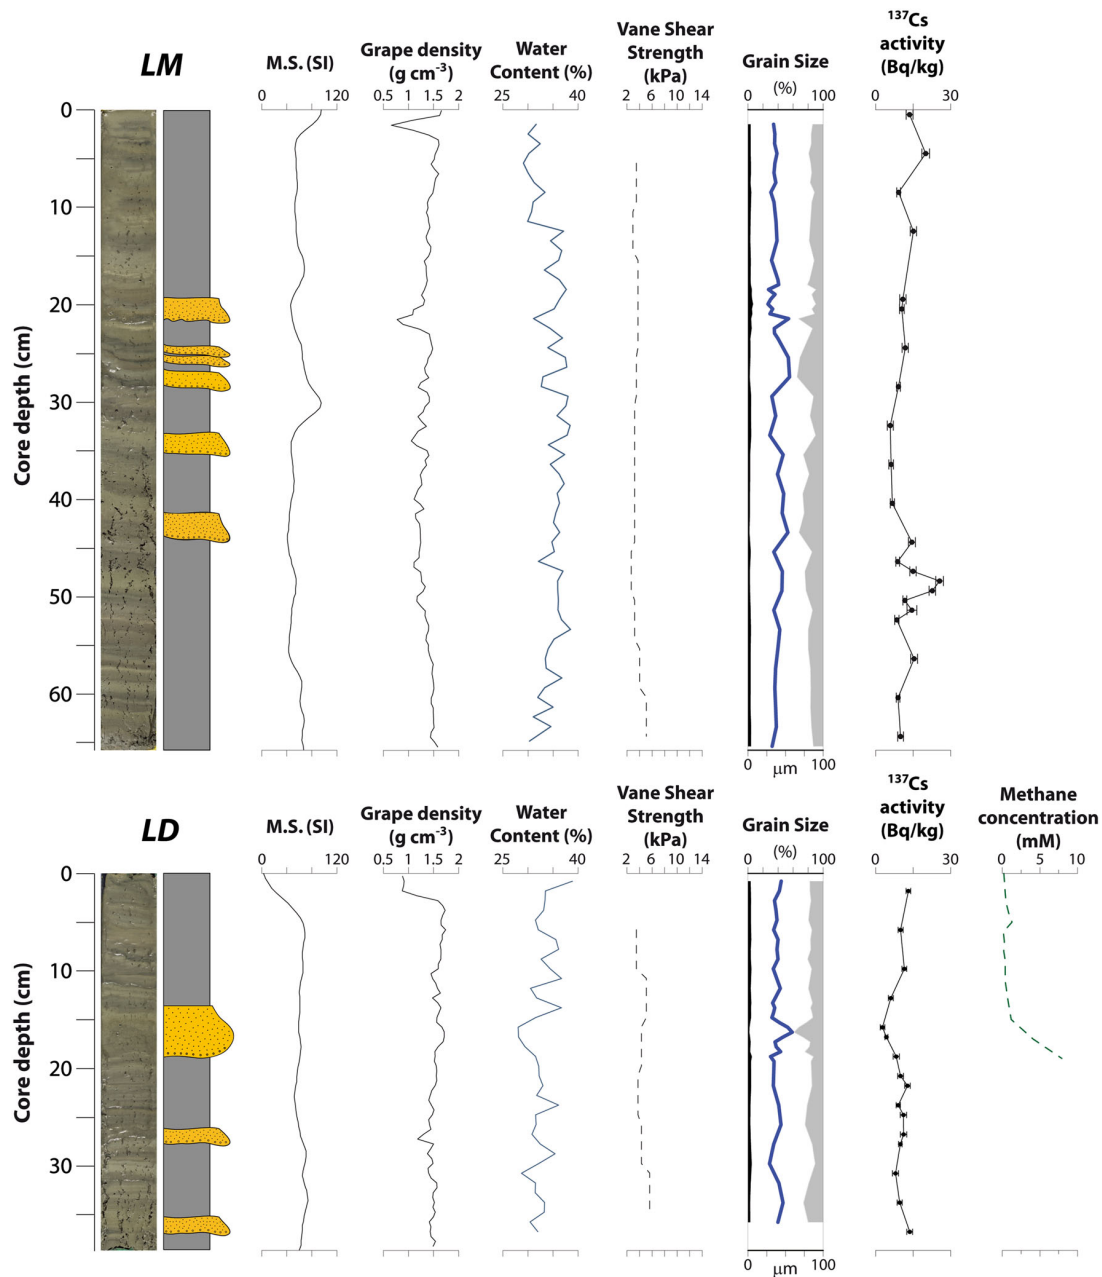 LM
M.S. (SI)
0 120
Grape density
(g cm-3)
0.5 1 1.5 2
Water
Content (%)
25 40
Vane Shear
Strength
(kPa)
2 6 10 14
Grain Size
(%)
0 100
137Cs
activity
(Bq/kg)
0 30
Core depth (cm)
0
10
20
30
40
50
60
0 μm 100
LD
M.S. (SI)
0 120
Grape density
(g cm-3)
0.5 1 1.5 2
Water
Content (%)
25 40
Vane Shear
Strength
(kPa)
2 6 10 14
Grain Size
(%)
0 100
137Cs
activity
(Bq/kg)
0 30
Methane
concentration
(mM)
0 5 10
Core depth (cm)
0
10
20
30
0 μm 100